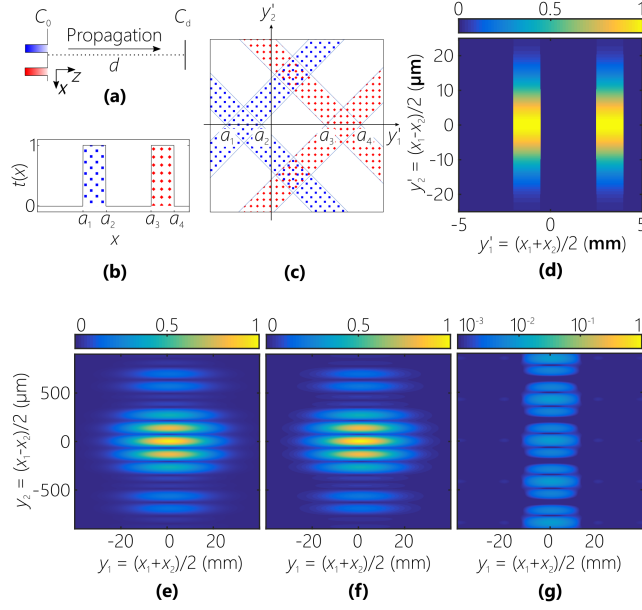 C₀ Propagation C_d
d
z
x
(a)
t(x)
1
0
a₁ a₂ a₃ a₄
x
(b)
y'₂
a₁ a₂ a₃ a₄
y'₁
(c)
0 0.5 1
y'₂ = (x₁-x₂)/2 (μm)
20
10
0
-10
-20
-5 0 5
y'₁ = (x₁+x₂)/2 (mm)
(d)
0 0.5 1
0 0.5 1
10⁻³ 10⁻² 10⁻¹ 1
y₂ = (x₁-x₂)/2 (μm)
500
0
-500
-20 0 20
-20 0 20
-20 0 20
y₁ = (x₁+x₂)/2 (mm)
y₁ = (x₁+x₂)/2 (mm)
y₁ = (x₁+x₂)/2 (mm)
(e)
(f)
(g)